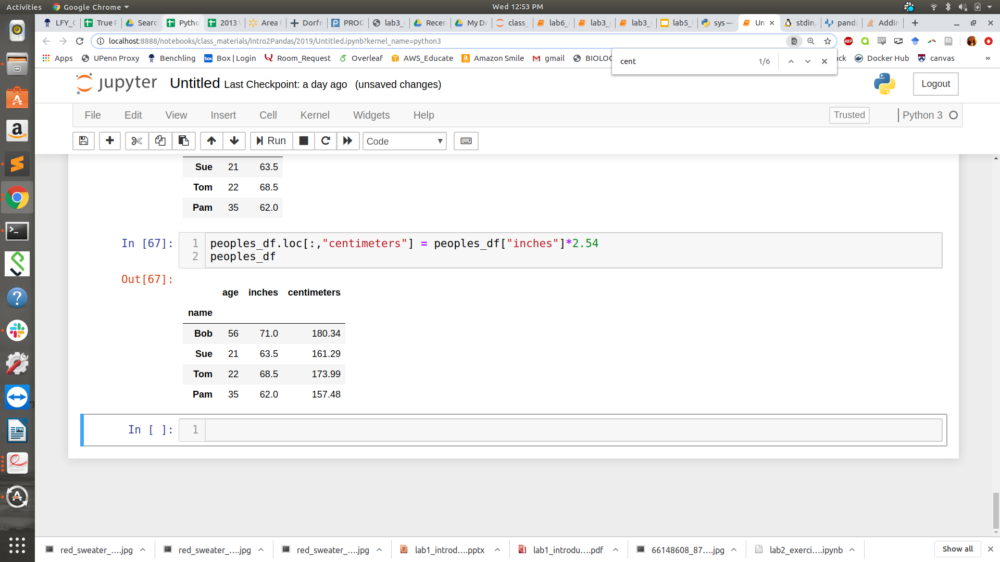 Activities Google Chrome Wed 12:53 PM
LFY_C True F Searc Pytho 2013 Area Dorfn PROC lab3_ Recen My Dr class_ lab6_ lab3_ lab3_ lab5_ sys — Un stdin, panda Addin
localhost:8888/notebooks/class_materials/Intro2Pandas/2019/Untitled.ipynb?kernel_name=python3 ABP
Apps UPenn Proxy Benchling box Box | Login Room_Request Overleaf AWS_Educate Amazon Smile gmail BIOLOG ck Docker Hub canvas »
cent 1/6
jupyter Untitled Last Checkpoint: a day ago (unsaved changes) Logout
File Edit View Insert Cell Kernel Widgets Help Trusted Python 3
Run Code
Sue 21 63.5
Tom 22 68.5
Pam 35 62.0
In [67]: 1 peoples_df.loc[:,"centimeters"] = peoples_df["inches"]*2.54
2 peoples_df
Out[67]:
age inches centimeters
name
Bob 56 71.0 180.34
Sue 21 63.5 161.29
Tom 22 68.5 173.99
Pam 35 62.0 157.48
In [ ]: 1
red_sweater_....jpg red_sweater_....jpg red_sweater_....jpg lab1_introd....pptx lab1_introdu....pdf 66148608_87....jpg lab2_exerci....ipynb Show all